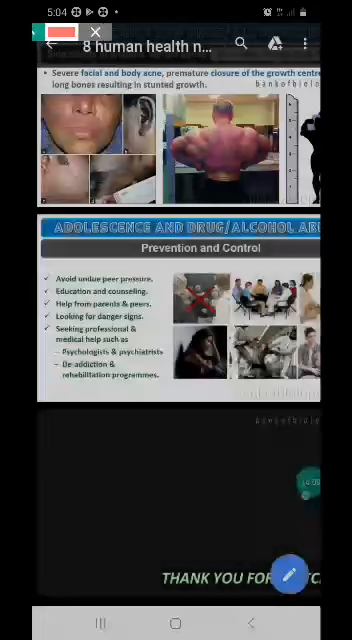 5:04
8 human health n...
• Severe facial and body acne, premature closure of the growth centre
long bones resulting in stunted growth.
bankofbiolo
ADOLESCENCE AND DRUG/ALCOHOL AB
Prevention and Control
✓ Avoid undue peer pressure.
✓ Education and counseling.
✓ Help from parents & peers.
✓ Looking for danger signs.
✓ Seeking professional &
medical help such as
– Psychologists & psychiatrists
– De-addiction &
rehabilitation programmes.
bankofbiolo
THANK YOU FOR